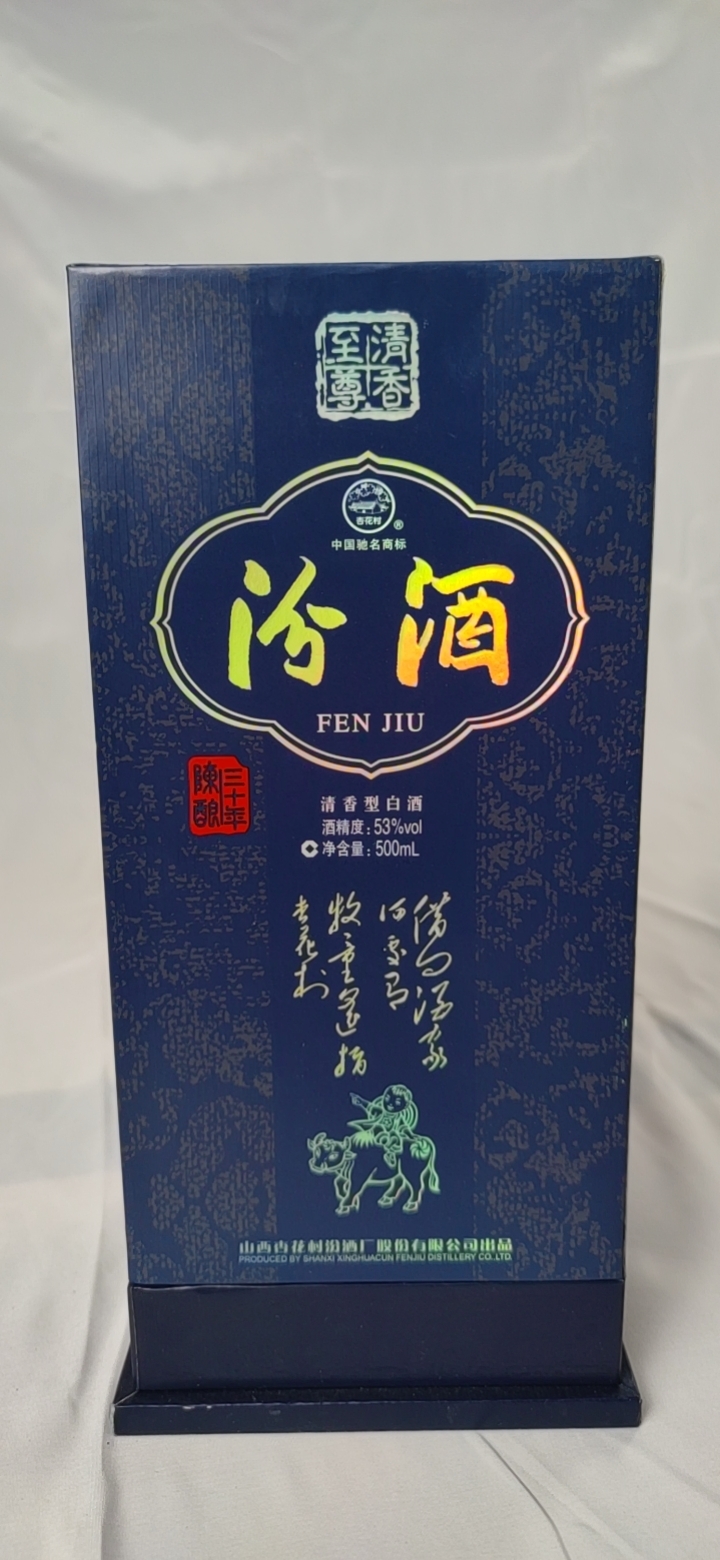 清香
至尊
杏花村
®
中国驰名商标
汾酒
FEN JIU
三十年
陳酿
清香型白酒
酒精度:53%vol
净含量:500mL
借问酒家
何处有
牧童遥指
杏花村
山西杏花村汾酒厂股份有限公司出品
PRODUCED BY SHANXI XINGHUACUN FENJIU DISTILLERY CO.,LTD.